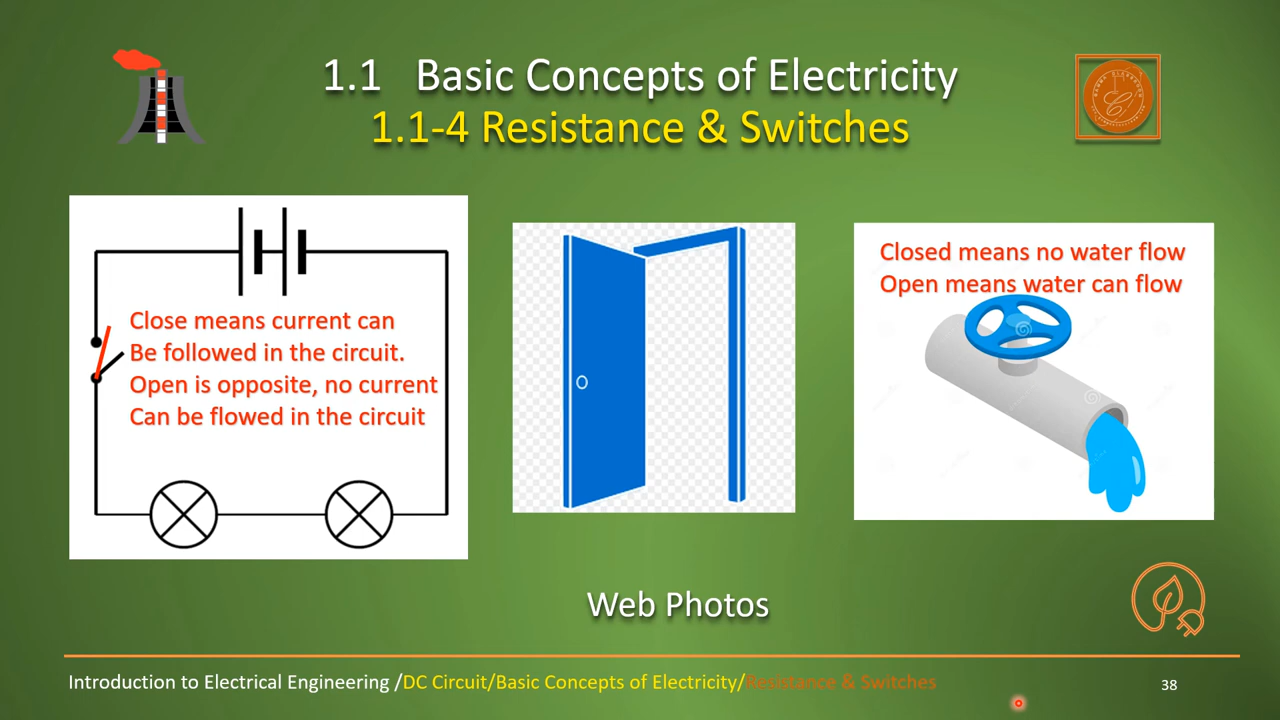 1.1 Basic Concepts of Electricity
1.1-4 Resistance & Switches
Close means current can
Be followed in the circuit.
Open is opposite, no current
Can be flowed in the circuit
Closed means no water flow
Open means water can flow
Web Photos
Introduction to Electrical Engineering /DC Circuit/Basic Concepts of Electricity/Resistance & Switches
38